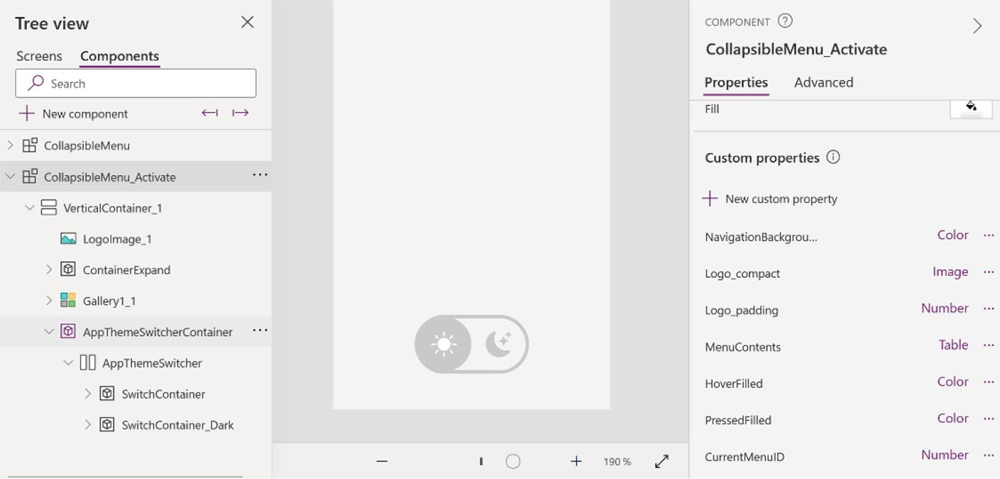 Tree view
Screens Components
Search
New component
CollapsibleMenu
CollapsibleMenu_Activate
VerticalContainer_1
LogoImage_1
ContainerExpand
Gallery1_1
AppThemeSwitcherContainer
AppThemeSwitcher
SwitchContainer
SwitchContainer_Dark
190 %
COMPONENT
CollapsibleMenu_Activate
Properties Advanced
Fill
Custom properties
New custom property
NavigationBackgrou... Color
Logo_compact Image
Logo_padding Number
MenuContents Table
HoverFilled Color
PressedFilled Color
CurrentMenuID Number